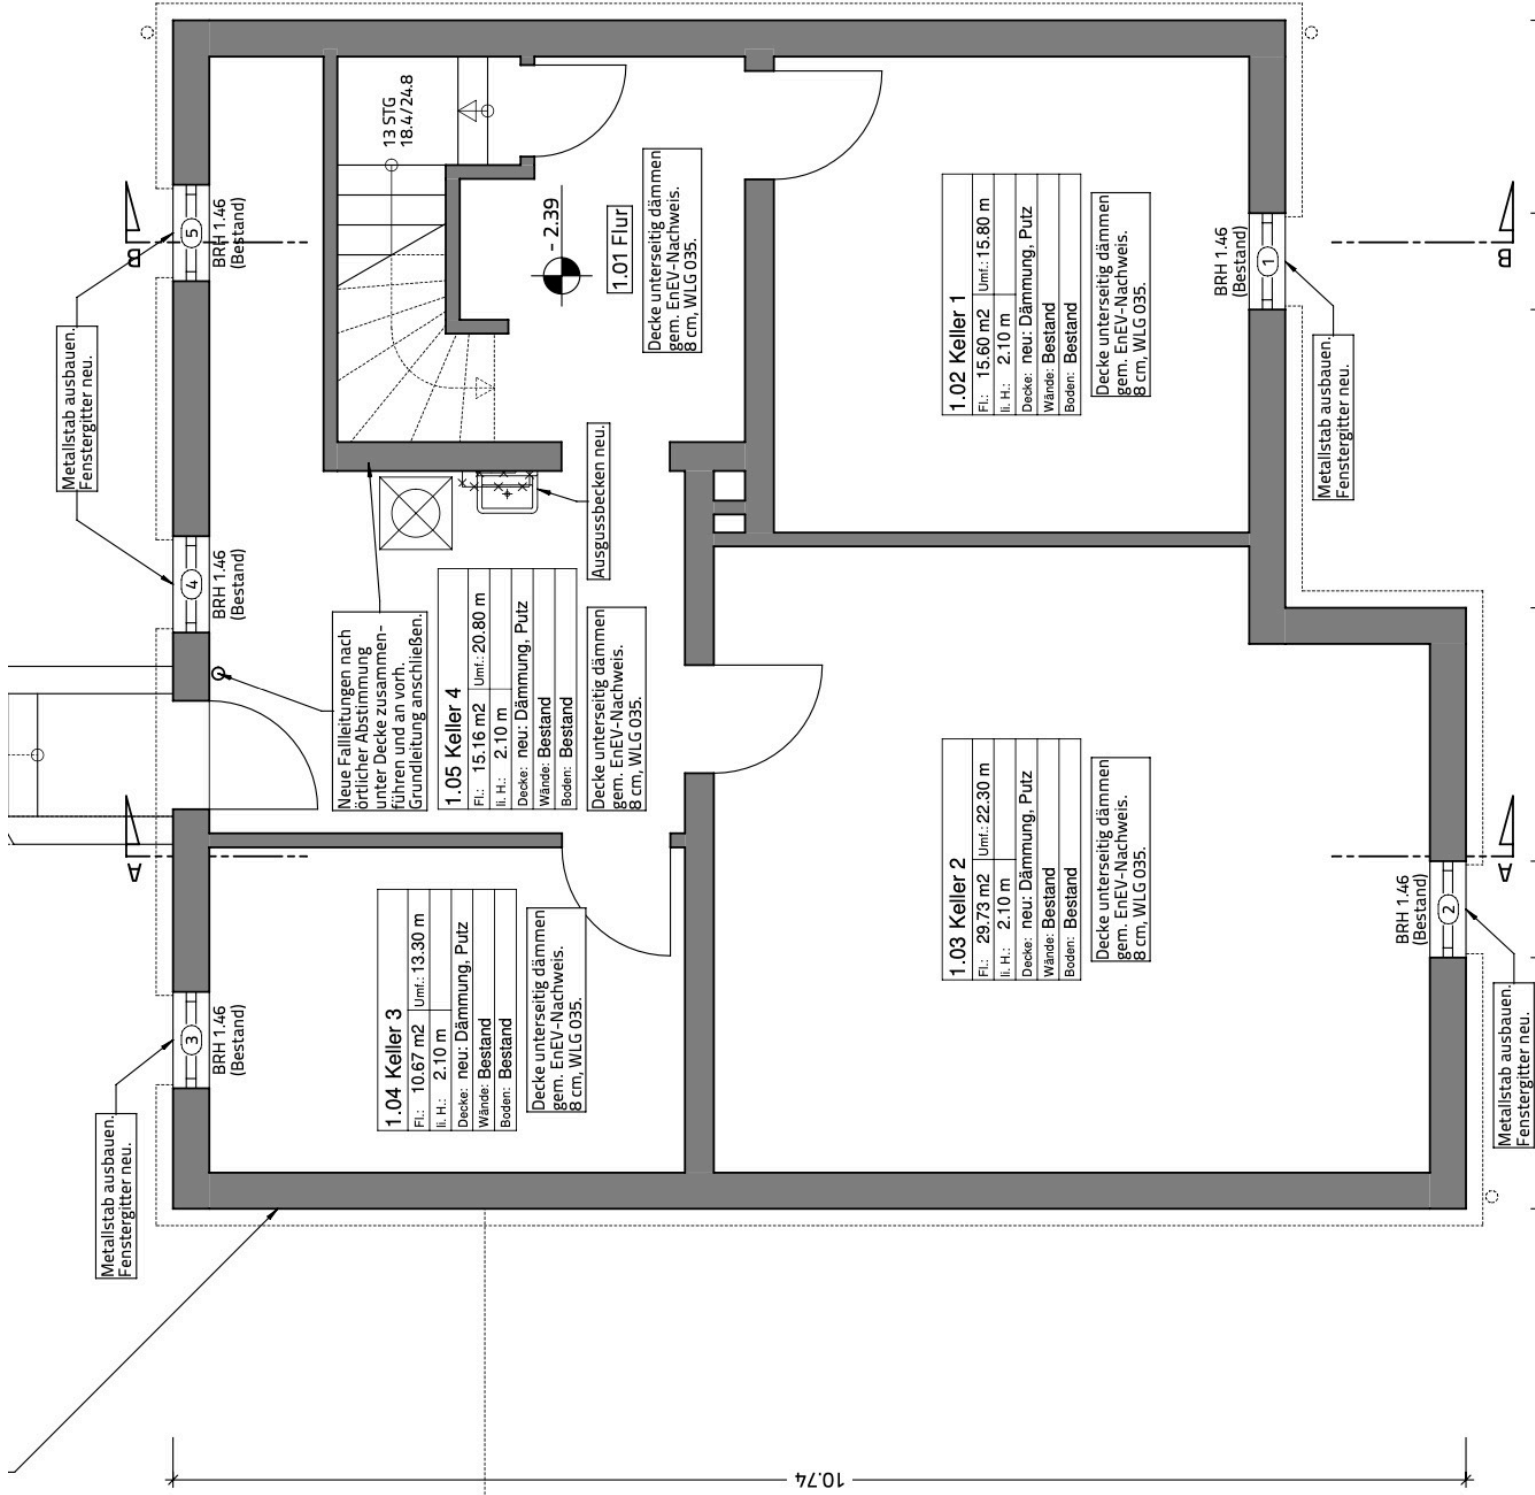 Metallstab ausbauen.
Fenstergitter neu.
Metallstab ausbauen.
Fenstergitter neu.
A
B
3
BRH 1.46
(Bestand)
4
BRH 1.46
(Bestand)
5
BRH 1.46
(Bestand)
Neue Fallleitungen nach
örtlicher Abstimmung
unter Decke zusammen-
führen und an vorh.
Grundleitung anschließen.
13 STG
18.4/24.8
1.04 Keller 3
Fl.: 10.67 m2 Umf.: 13.30 m
li. H.: 2.10 m
Decke: neu: Dämmung, Putz
Wände: Bestand
Boden: Bestand
Decke unterseitig dämmen
gem. EnEV-Nachweis.
8 cm, WLG 035.
1.05 Keller 4
Fl.: 15.16 m2 Umf.: 20.80 m
li. H.: 2.10 m
Decke: neu: Dämmung, Putz
Wände: Bestand
Boden: Bestand
Decke unterseitig dämmen
gem. EnEV-Nachweis.
8 cm, WLG 035.
Ausgussbecken neu.
- 2.39
1.01 Flur
Decke unterseitig dämmen
gem. EnEV-Nachweis.
8 cm, WLG 035.
1.03 Keller 2
Fl.: 29.73 m2 Umf.: 22.30 m
li. H.: 2.10 m
Decke: neu: Dämmung, Putz
Wände: Bestand
Boden: Bestand
Decke unterseitig dämmen
gem. EnEV-Nachweis.
8 cm, WLG 035.
1.02 Keller 1
Fl.: 15.60 m2 Umf.: 15.80 m
li. H.: 2.10 m
Decke: neu: Dämmung, Putz
Wände: Bestand
Boden: Bestand
Decke unterseitig dämmen
gem. EnEV-Nachweis.
8 cm, WLG 035.
BRH 1.46
(Bestand)
1
Metallstab ausbauen.
Fenstergitter neu.
BRH 1.46
(Bestand)
2
Metallstab ausbauen.
Fenstergitter neu.
A
B
10.74